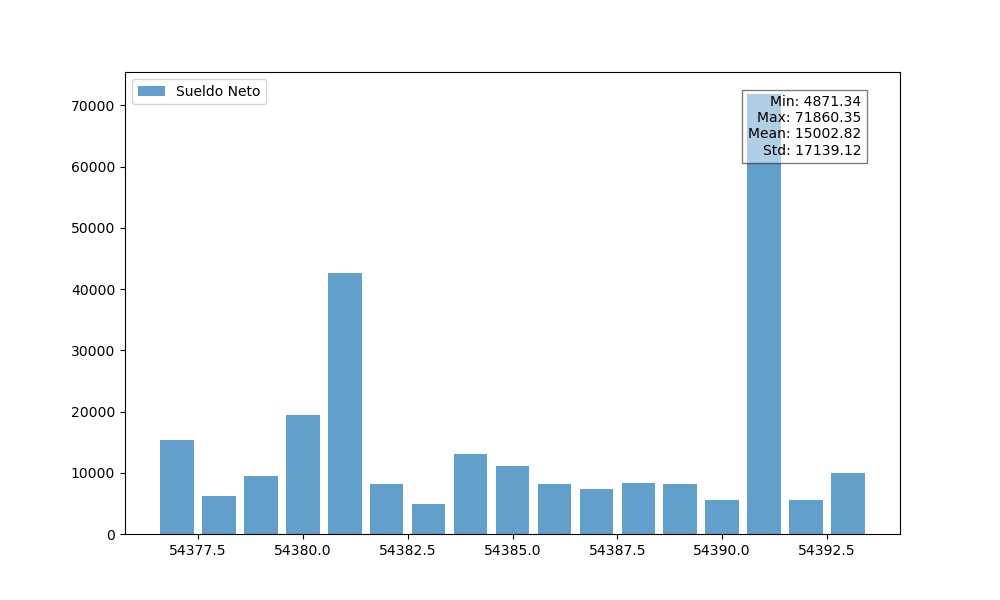 Sueldo Neto
Min: 4871.34
Max: 71860.35
Mean: 15002.82
Std: 17139.12
70000
60000
50000
40000
30000
20000
10000
0
54377.5 54380.0 54382.5 54385.0 54387.5 54390.0 54392.5